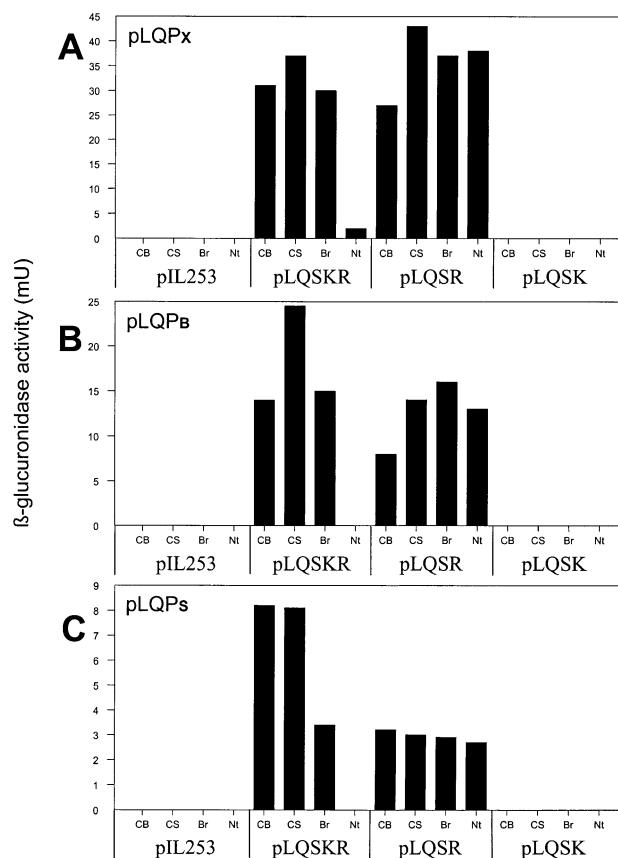 A
pLQPX
45
40
35
30
25
20
15
10
5
0
CB CS Br Nt CB CS Br Nt CB CS Br Nt CB CS Br Nt
pIL253 pLQSKR pLQSR pLQSK
B
pLQPB
25
20
15
10
5
0
CB CS Br Nt CB CS Br Nt CB CS Br Nt CB CS Br Nt
pIL253 pLQSKR pLQSR pLQSK
C
pLQPS
9
8
7
6
5
4
3
2
1
0
CB CS Br Nt CB CS Br Nt CB CS Br Nt CB CS Br Nt
pIL253 pLQSKR pLQSR pLQSK
ß-glucuronidase activity (mU)